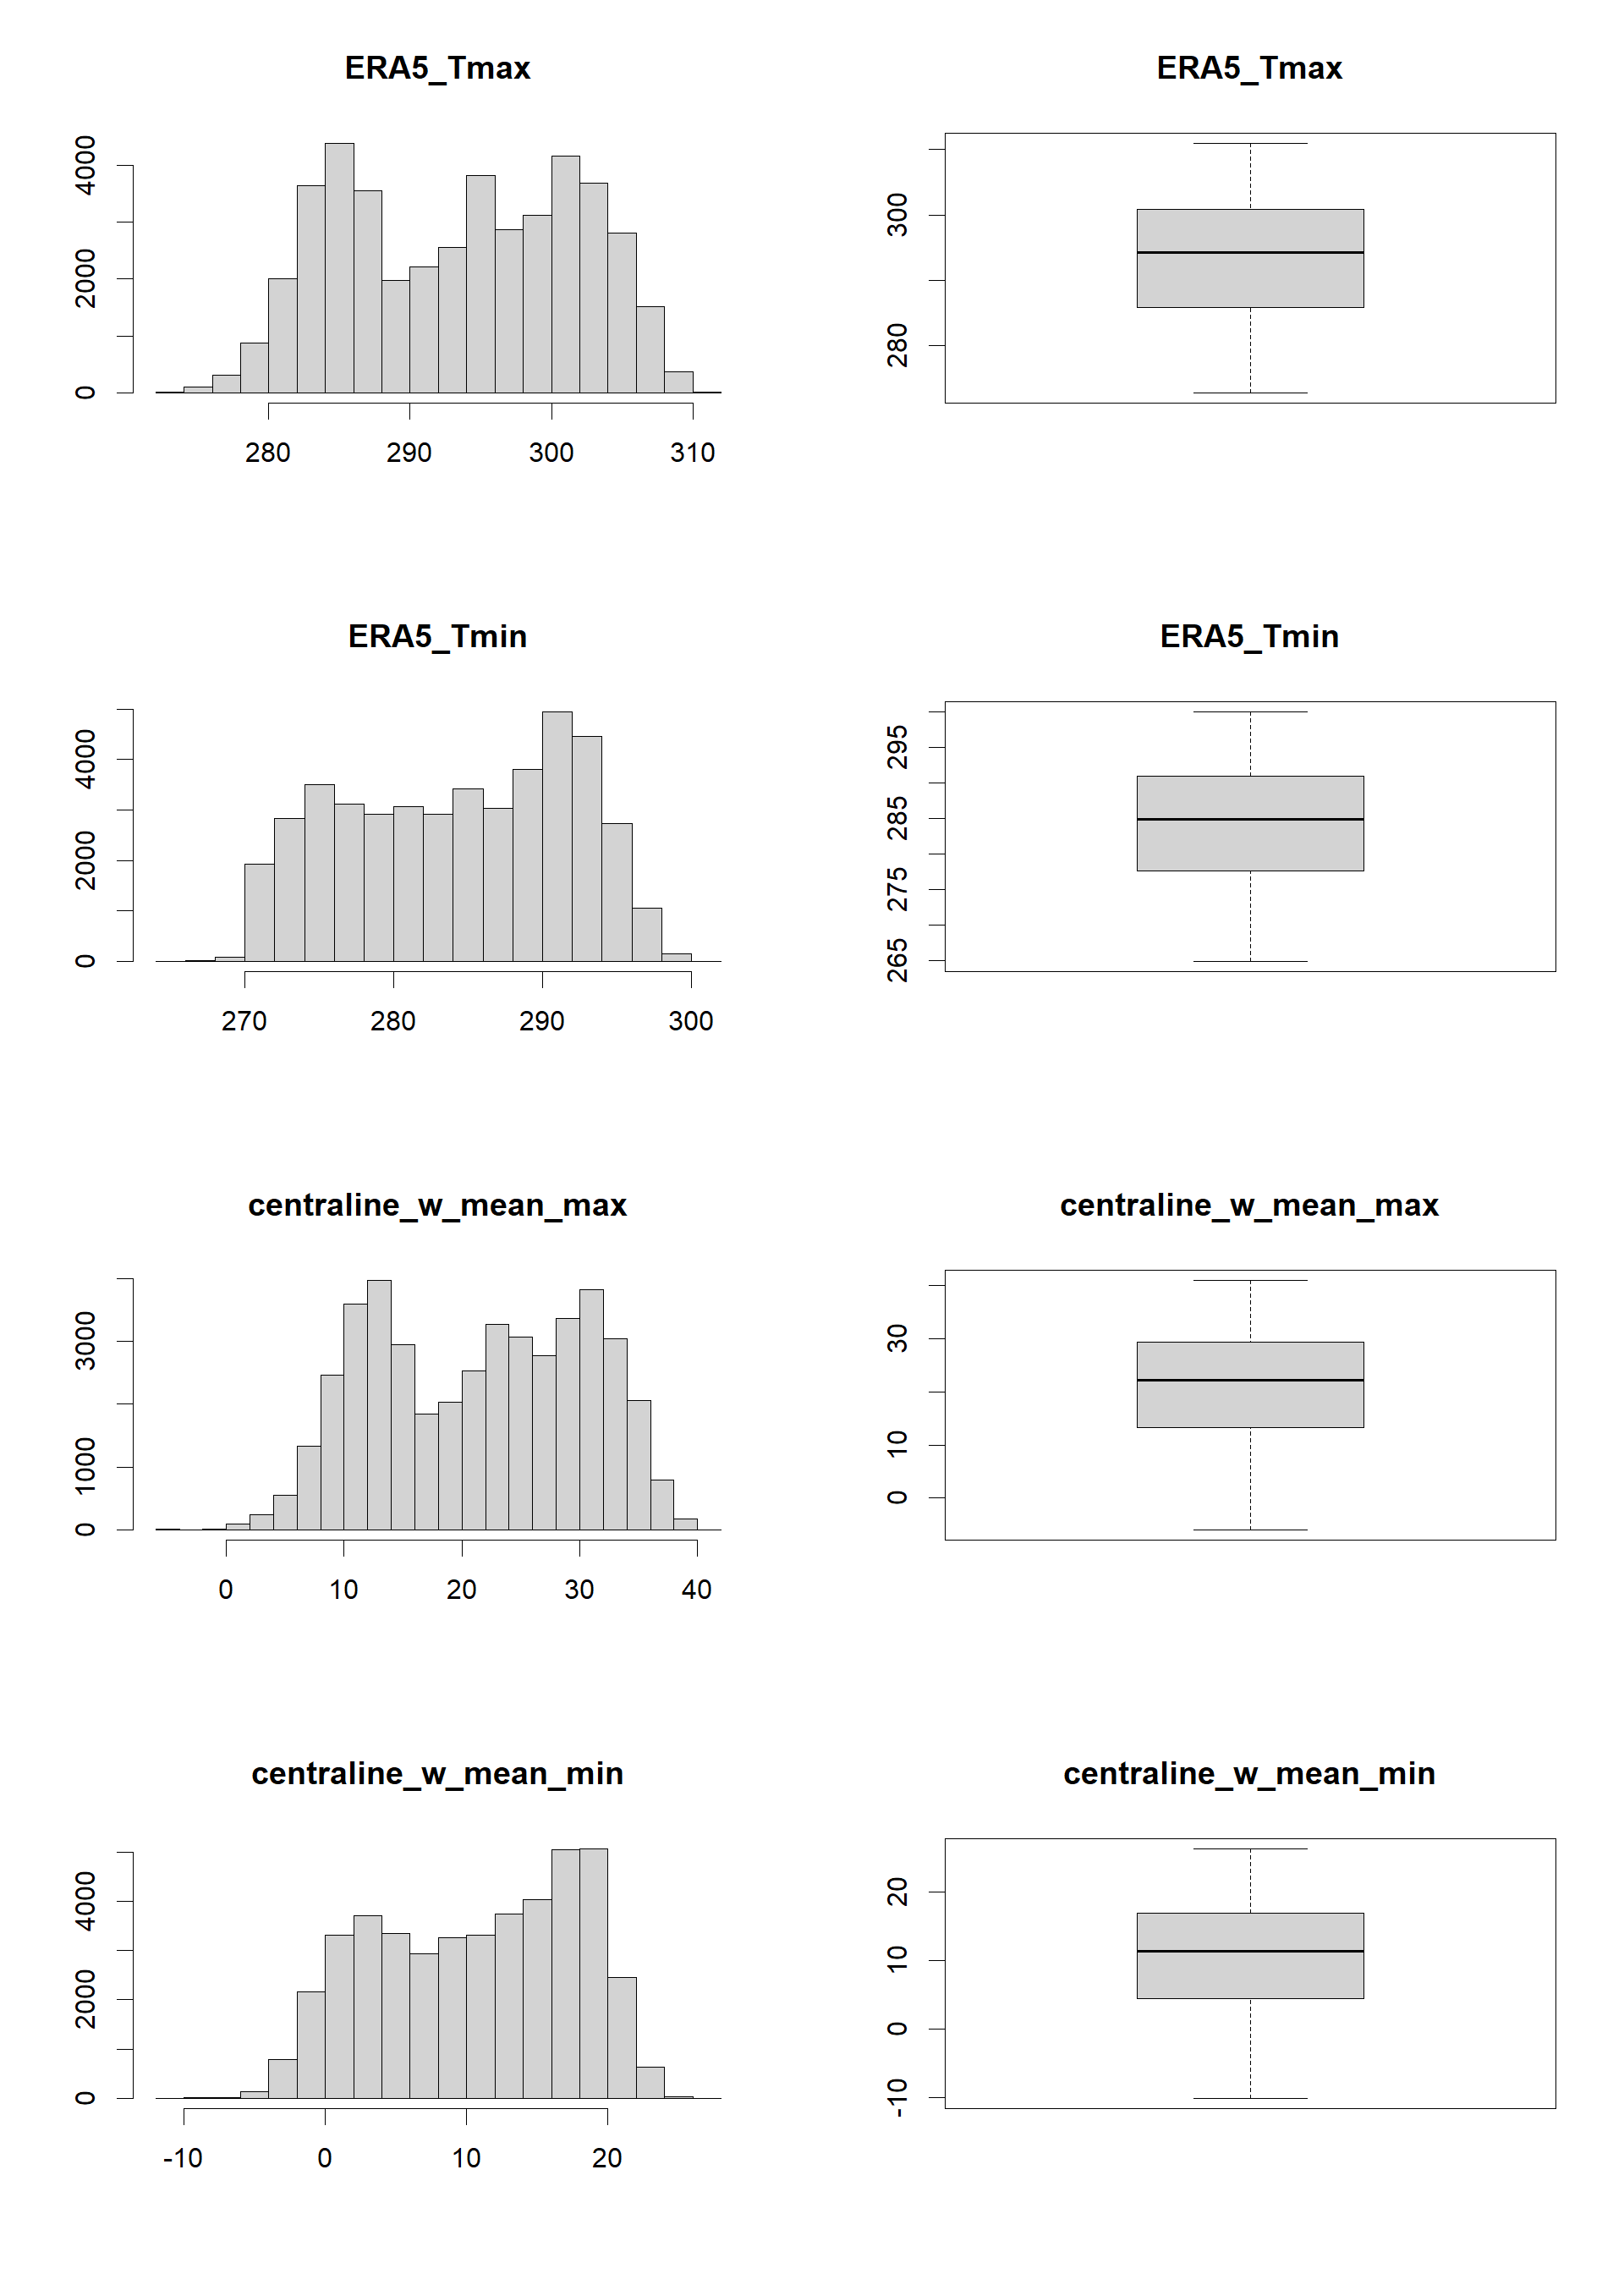 ERA5_Tmax
0 2000 4000
280 290 300 310
ERA5_Tmax
280 300
ERA5_Tmin
0 2000 4000
270 280 290 300
ERA5_Tmin
265 275 285 295
centraline_w_mean_max
0 1000 3000
0 10 20 30 40
centraline_w_mean_max
0 10 30
centraline_w_mean_min
0 2000 4000
-10 0 10 20
centraline_w_mean_min
-10 0 10 20